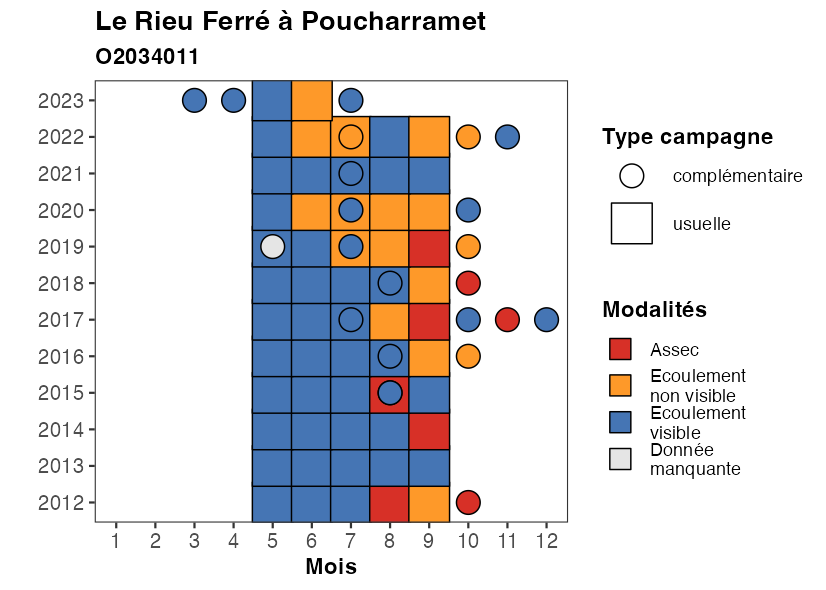 Le Rieu Ferré à Poucharramet
O2034011
2023
2022
2021
2020
2019
2018
2017
2016
2015
2014
2013
2012
1 2 3 4 5 6 7 8 9 10 11 12
Mois
Type campagne
complémentaire
usuelle
Modalités
Assec
Ecoulement
non visible
Ecoulement
visible
Donnée
manquante